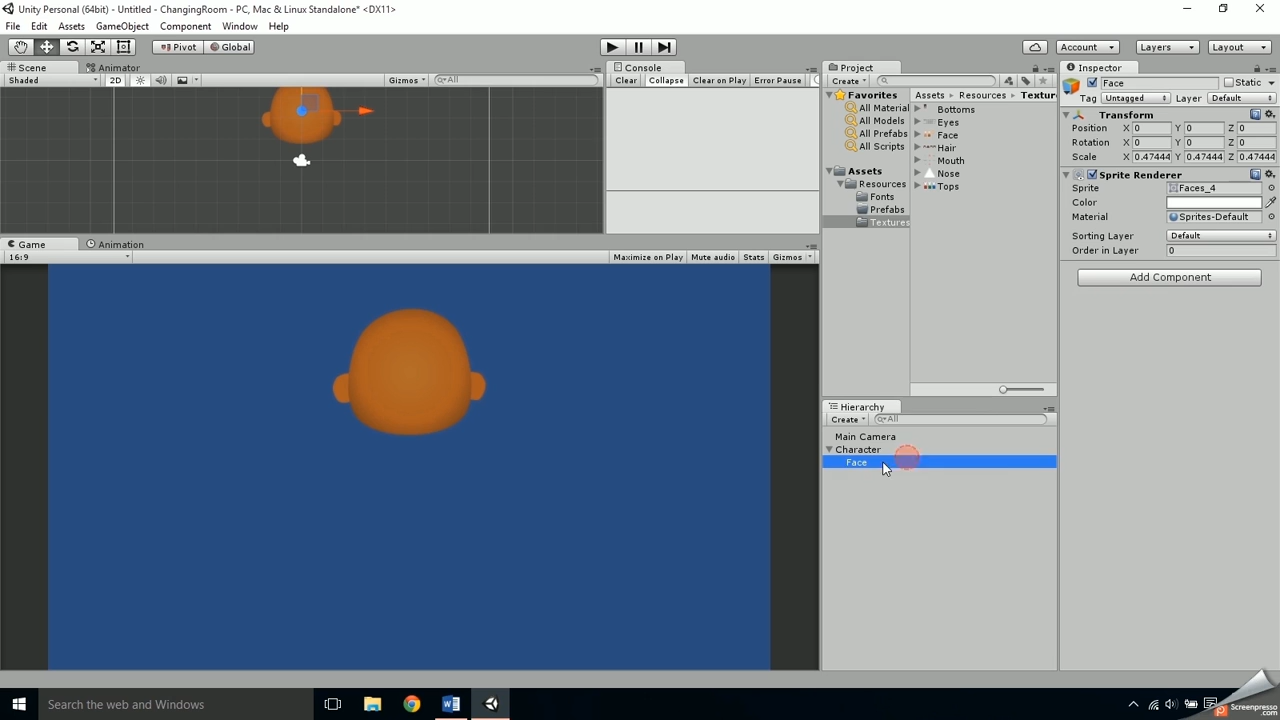 Unity Personal (64bit) - Untitled - ChangingRoom - PC, Mac & Linux Standalone* <DX11>
File Edit Assets GameObject Component Window Help
Pivot Global Account Layers Layout
Scene Animator
Shaded 2D Gizmos All
Console
Clear Collapse Clear on Play Error Pause
Project
Create
Favorites
All Material
All Models
All Prefabs
All Scripts
Assets
Resources
Fonts
Prefabs
Textures
Assets Resources Textur
Bottoms
Eyes
Face
Hair
Mouth
Nose
Tops
Inspector
Face Static
Tag Untagged Layer Default
Transform
Position X 0 Y 0 Z 0
Rotation X 0 Y 0 Z 0
Scale X 0.47444 Y 0.47444 Z 0.47444
Sprite Renderer
Sprite Faces_4
Color
Material Sprites-Default
Sorting Layer Default
Order in Layer 0
Add Component
Game Animation
16:9 Maximize on Play Mute audio Stats Gizmos
Hierarchy
Create All
Main Camera
Character
Face
Search the web and Windows
Screenpresso
.com